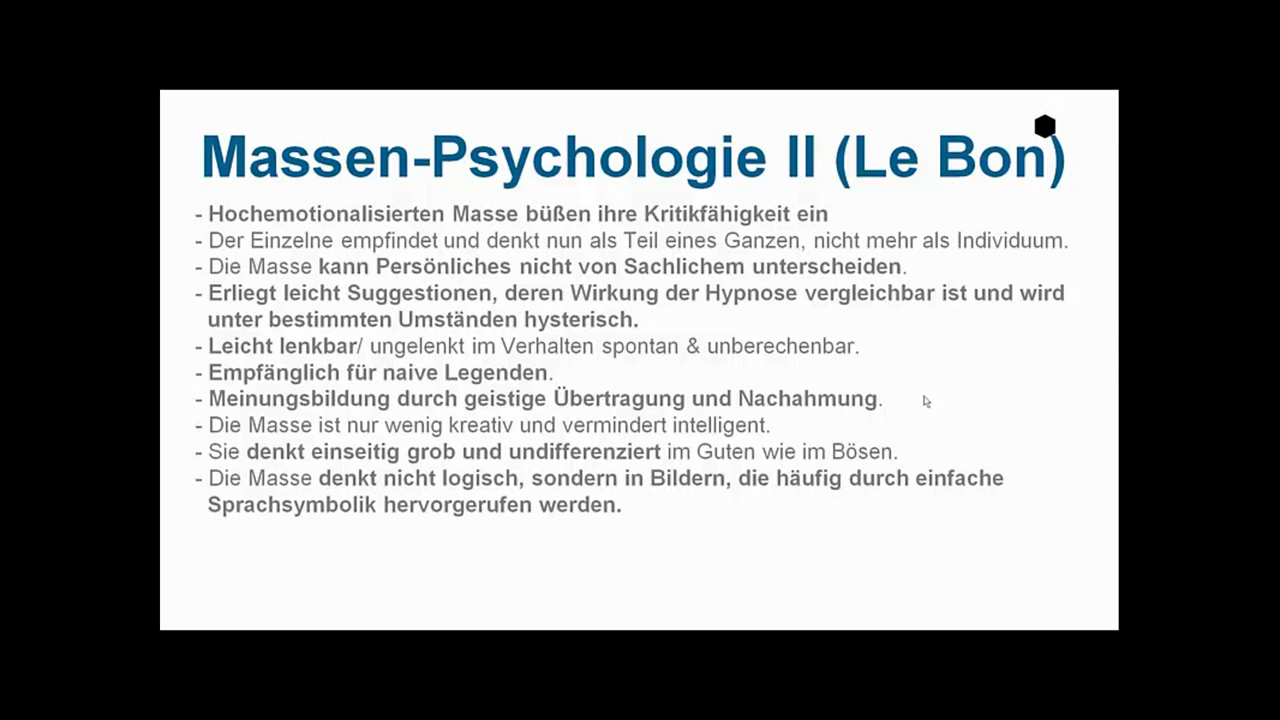 Massen-Psychologie II (Le Bon)
- Hochemotionalisierten Masse büßen ihre Kritikfähigkeit ein
- Der Einzelne empfindet und denkt nun als Teil eines Ganzen, nicht mehr als Individuum.
- Die Masse kann Persönliches nicht von Sachlichem unterscheiden.
- Erliegt leicht Suggestionen, deren Wirkung der Hypnose vergleichbar ist und wird
unter bestimmten Umständen hysterisch.
- Leicht lenkbar/ ungelenkt im Verhalten spontan & unberechenbar.
- Empfänglich für naive Legenden.
- Meinungsbildung durch geistige Übertragung und Nachahmung.
- Die Masse ist nur wenig kreativ und vermindert intelligent.
- Sie denkt einseitig grob und undifferenziert im Guten wie im Bösen.
- Die Masse denkt nicht logisch, sondern in Bildern, die häufig durch einfache
Sprachsymbolik hervorgerufen werden.